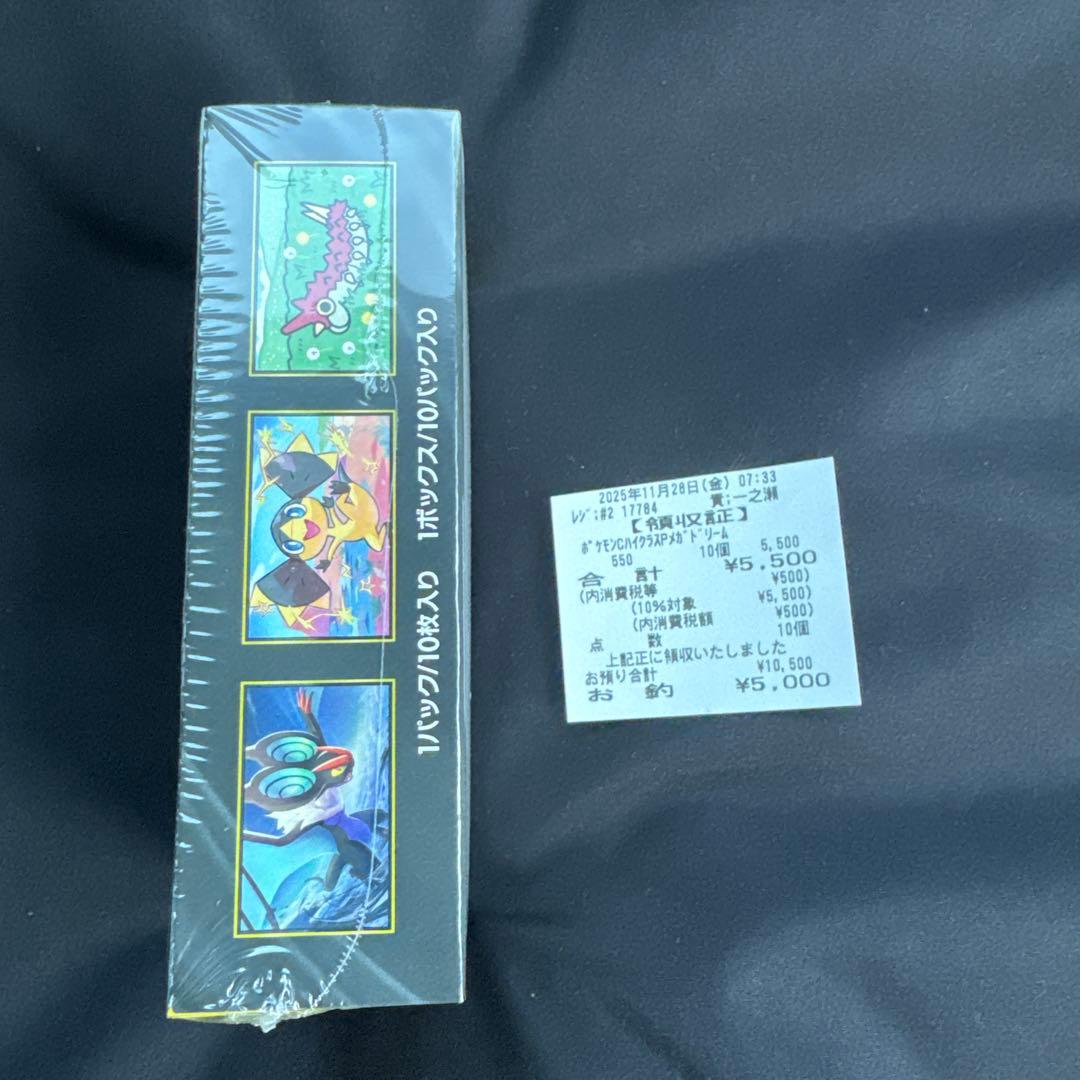 1パック/10枚入り 1ボックス/10パック入り
2025年11月28日(金) 07:33
レジ:#2 17784 責:一之瀬
【領収証】
ポケモンCハイクラスPメガドリーム
550 10個 5,500
合 計 ¥5,500
(内消費税等 ¥500)
(10%対象 ¥5,500)
(内消費税額 ¥500)
点 数 10個
上記正に領収いたしました
お預り合計 ¥10,500
お 釣 ¥5,000